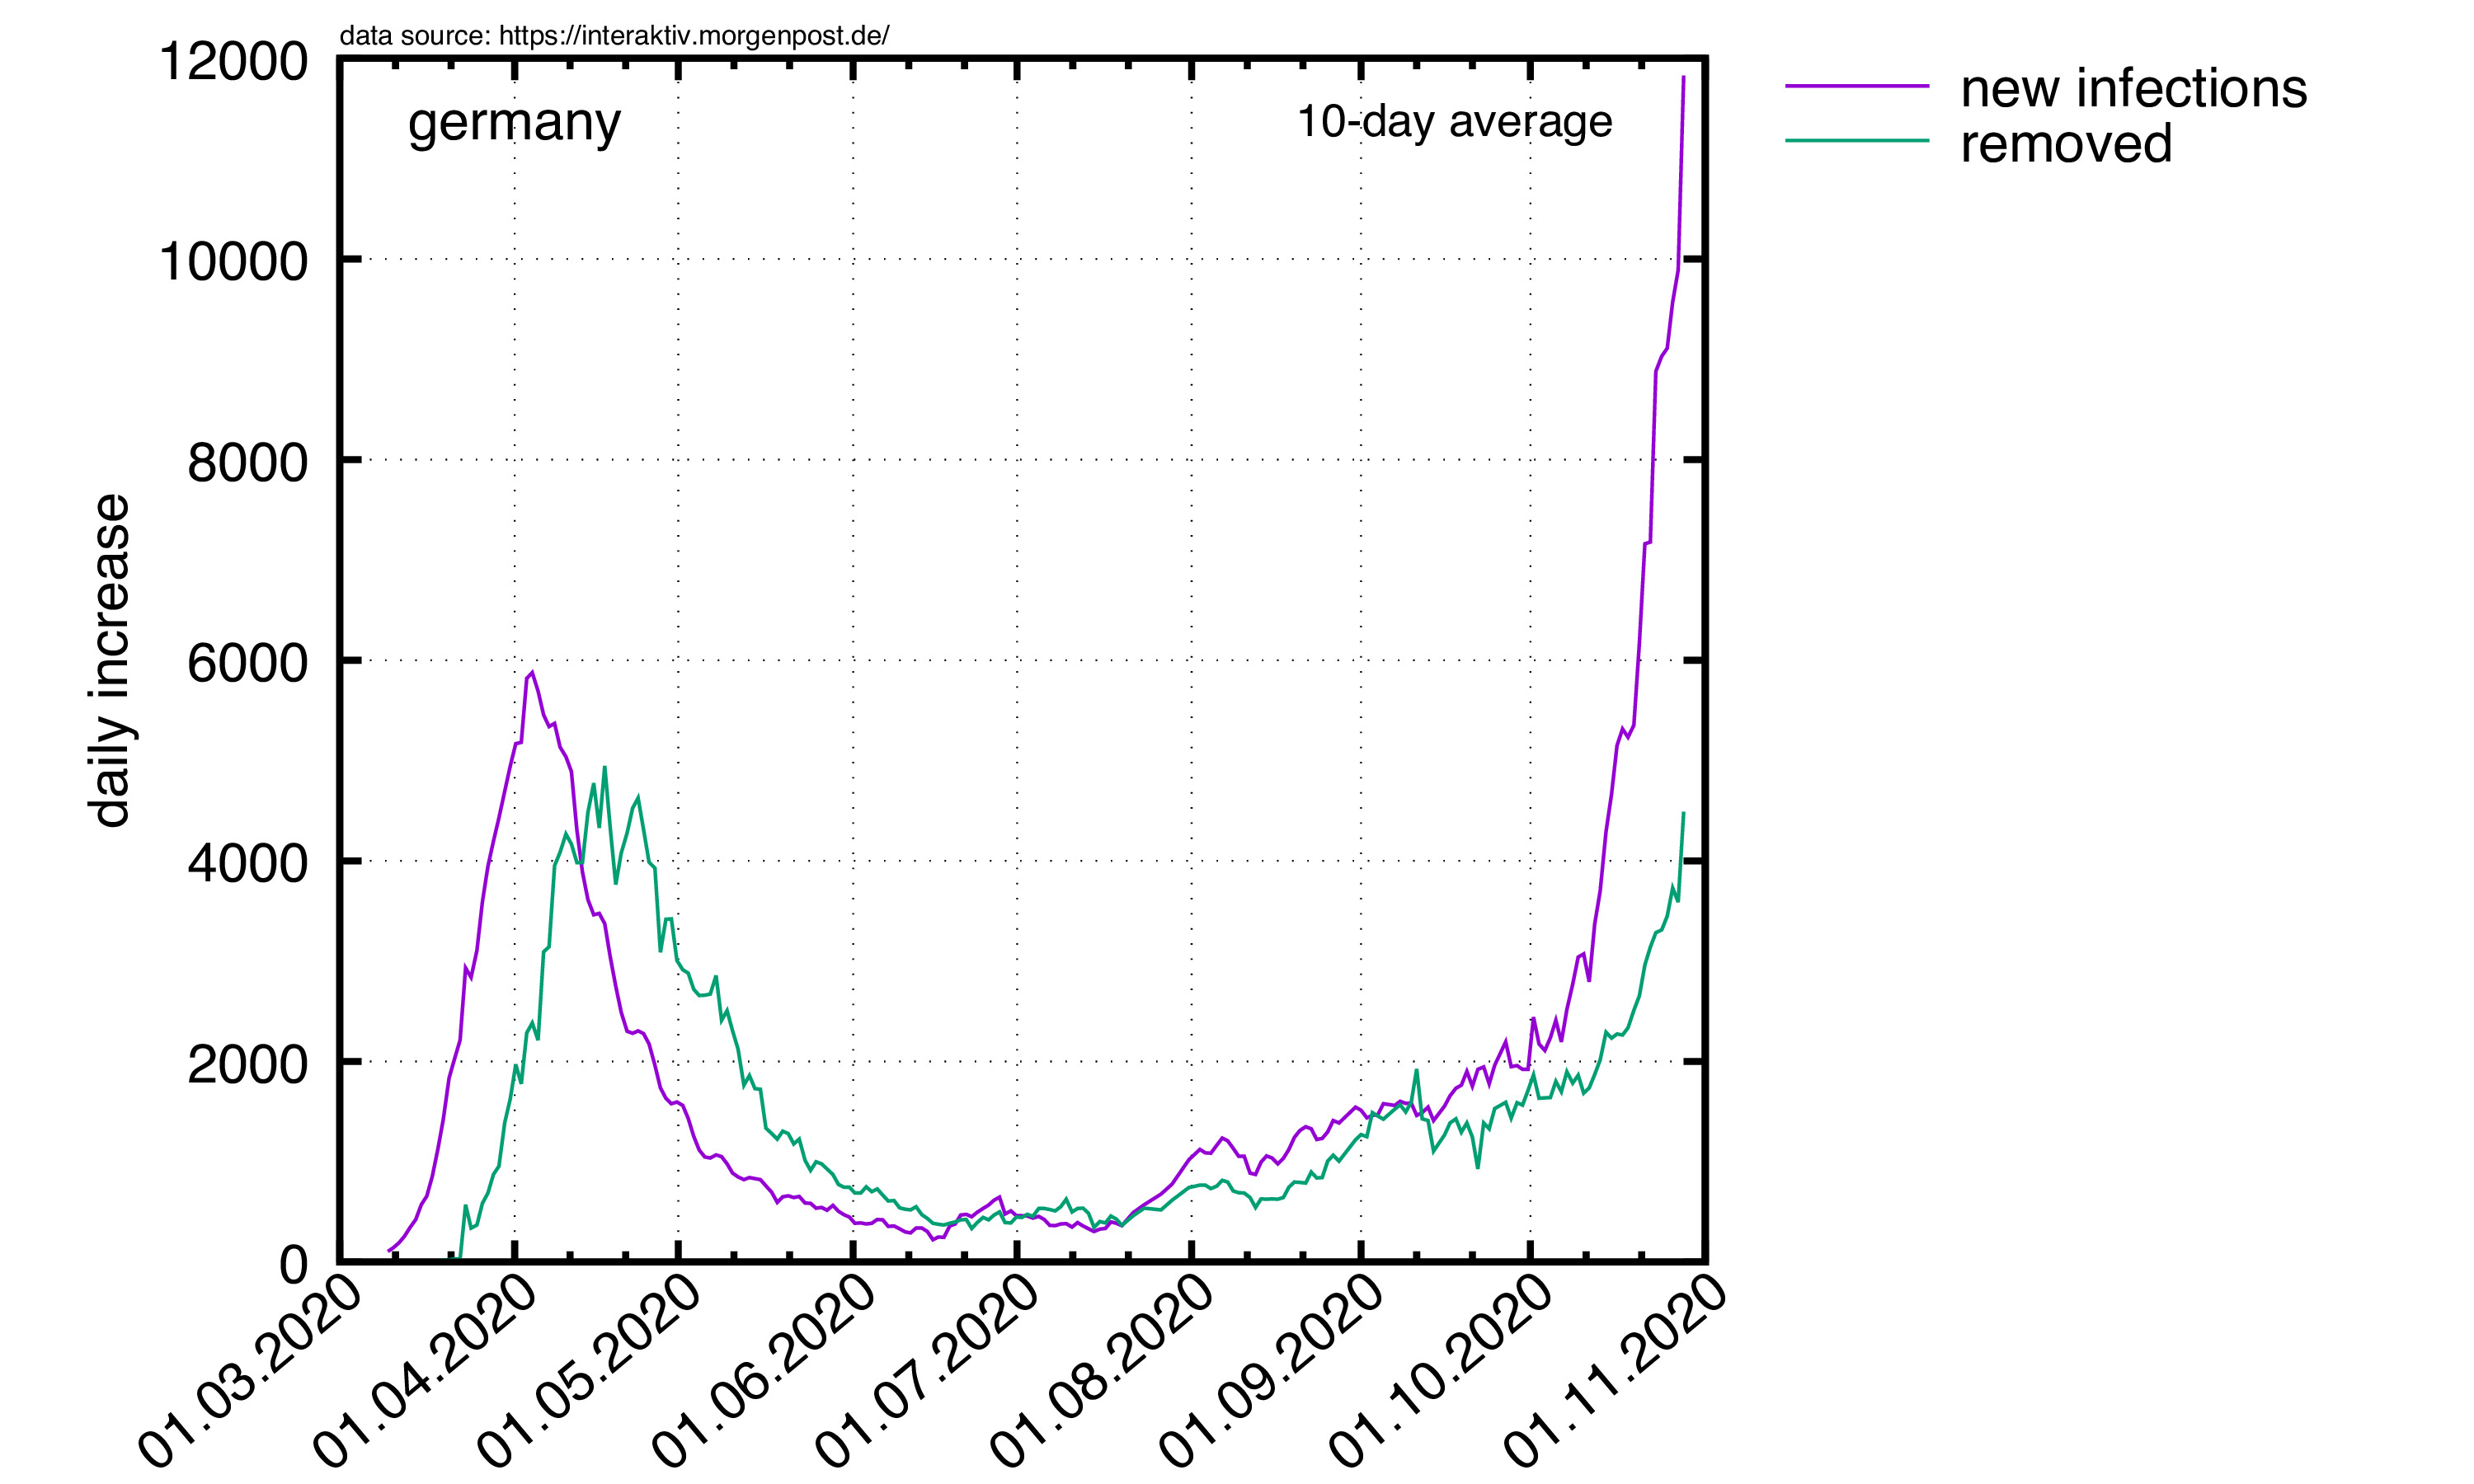 data source: https://interaktiv.morgenpost.de/
germany
10-day average
new infections
removed
daily increase
12000
10000
8000
6000
4000
2000
0
01.03.2020
01.04.2020
01.05.2020
01.06.2020
01.07.2020
01.08.2020
01.09.2020
01.10.2020
01.11.2020